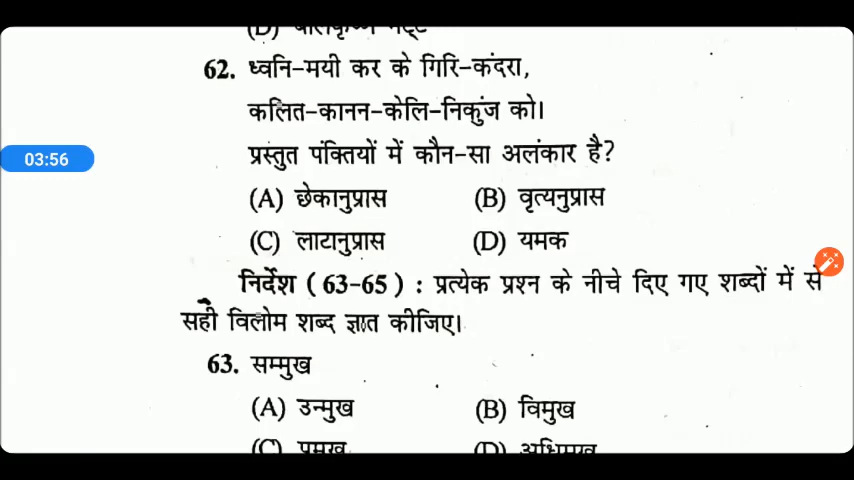 62. ध्वनि-मयी कर के गिरि-कंदरा,
कलित-कानन-केलि-निकुंज को।
03:56
प्रस्तुत पंक्तियों में कौन-सा अलंकार है?
(A) छेकानुप्रास (B) वृत्यनुप्रास
(C) लाटानुप्रास (D) यमक
निर्देश (63-65) : प्रत्येक प्रश्न के नीचे दिए गए शब्दों में से
सही विलोम शब्द ज्ञात कीजिए।
63. सम्मुख
(A) उन्मुख (B) विमुख